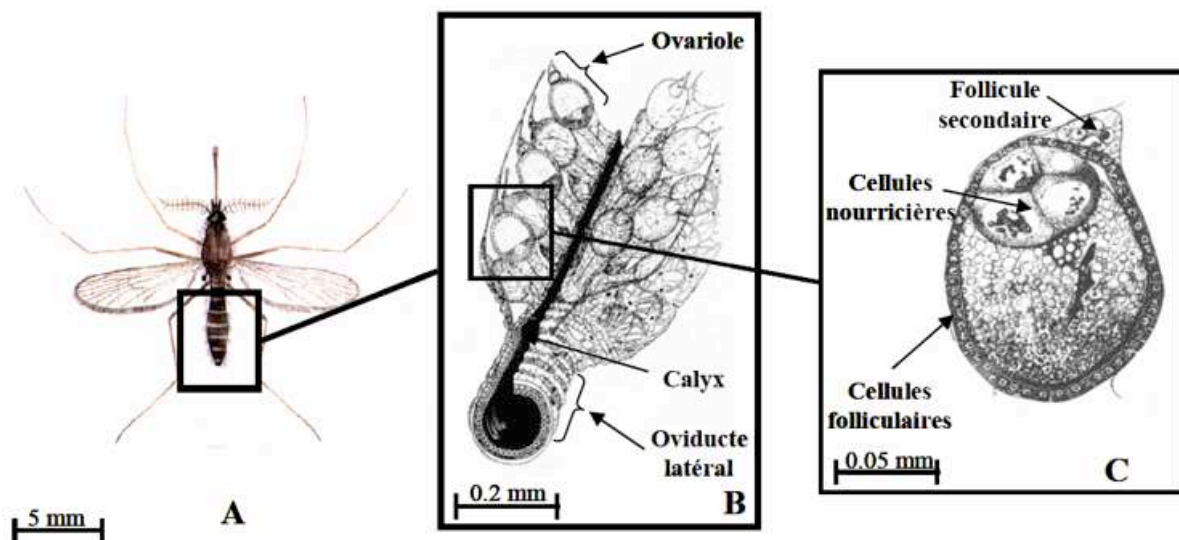 5 mm
A
Ovariole
Calyx
Oviducte
latéral
0.2 mm
B
Follicule
secondaire
Cellules
nourricières
Cellules
folliculaires
0.05 mm
C